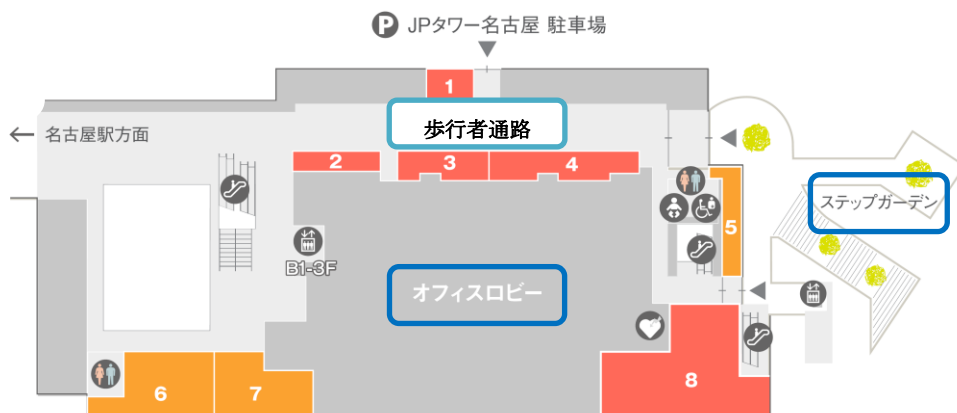 P JPタワー名古屋 駐車場
1
歩行者通路
← 名古屋駅方面
2
3
4
5
ステップガーデン
B1-3F
オフィスロビー
6
7
8